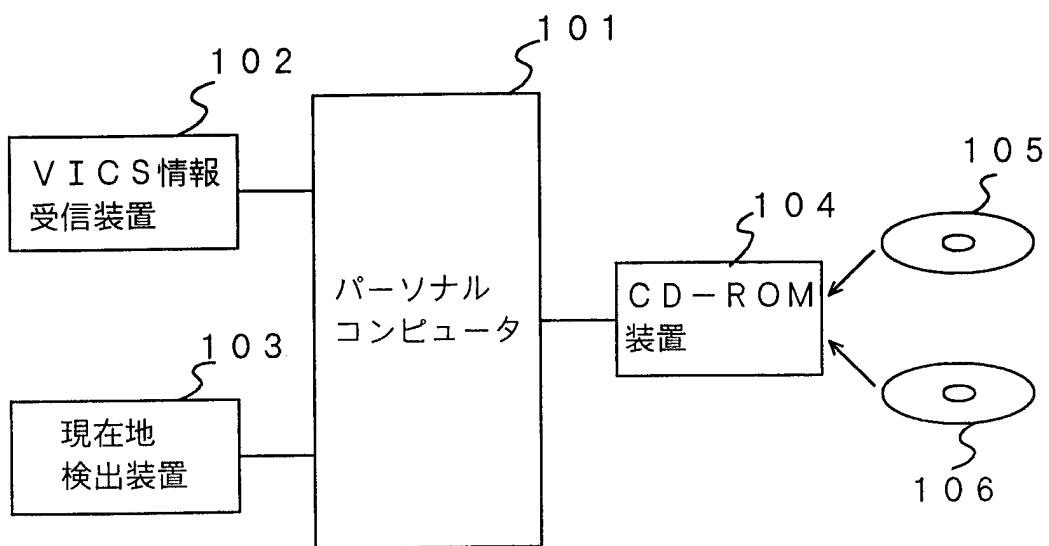 １０１
１０２
ＶＩＣＳ情報
受信装置
１０５
１０４
パーソナル
コンピュータ
ＣＤ－ＲＯＭ
装置
１０３
現在地
検出装置
１０６